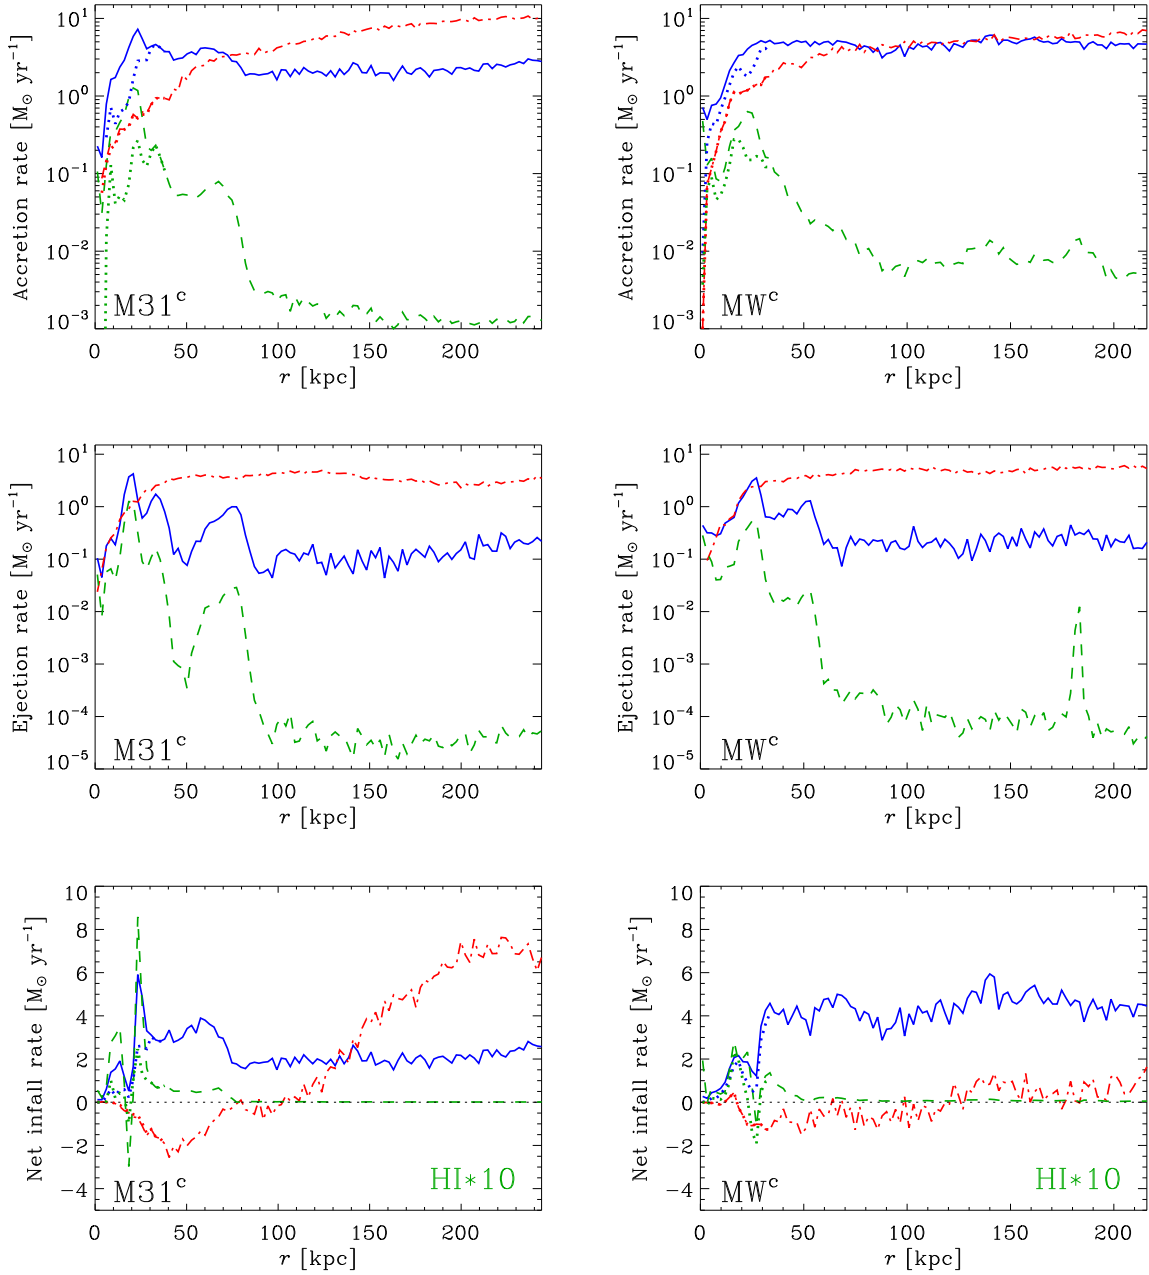 Accretion rate [M⊙ yr⁻¹]
10¹
10⁰
10⁻¹
10⁻²
10⁻³
M31ᶜ
0 50 100 150 200
r [kpc]
Accretion rate [M⊙ yr⁻¹]
10¹
10⁰
10⁻¹
10⁻²
10⁻³
MWᶜ
0 50 100 150 200
r [kpc]
Ejection rate [M⊙ yr⁻¹]
10¹
10⁰
10⁻¹
10⁻²
10⁻³
10⁻⁴
10⁻⁵
M31ᶜ
0 50 100 150 200
r [kpc]
Ejection rate [M⊙ yr⁻¹]
10¹
10⁰
10⁻¹
10⁻²
10⁻³
10⁻⁴
10⁻⁵
MWᶜ
0 50 100 150 200
r [kpc]
Net infall rate [M⊙ yr⁻¹]
10
8
6
4
2
0
−2
−4
M31ᶜ
HI*10
0 50 100 150 200
r [kpc]
Net infall rate [M⊙ yr⁻¹]
10
8
6
4
2
0
−2
−4
MWᶜ
HI*10
0 50 100 150 200
r [kpc]